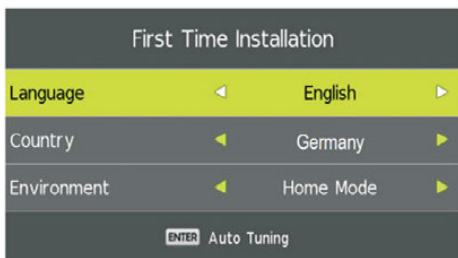 First Time Installation
Language English
Country Germany
Environment Home Mode
ENTER Auto Tuning